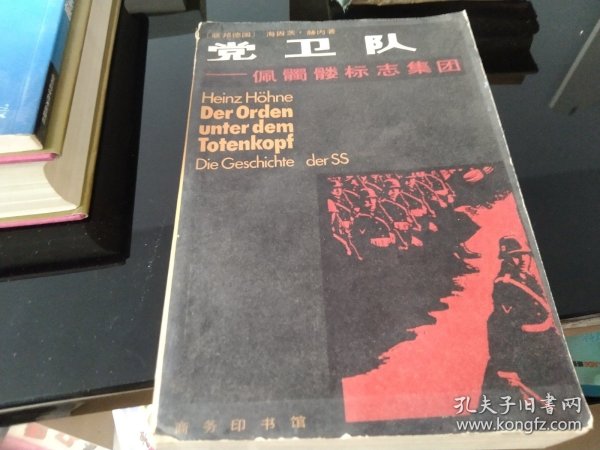 〔联邦德国〕 海因茨·赫内著
党卫队
——佩髑髅标志集团
Heinz Höhne
Der Orden
unter dem
Totenkopf
Die Geschichte der SS
商务印书馆
孔夫子旧书网
www.kongfz.com